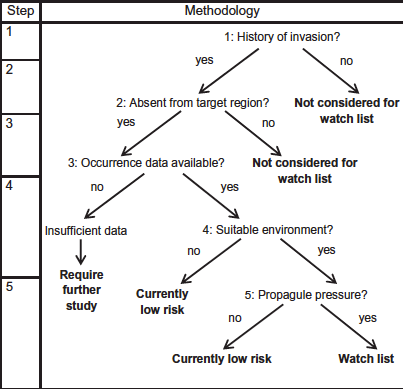 Step Methodology
1
1: History of invasion?
yes no
2
2: Absent from target region? Not considered for
watch list
yes no
3
3: Occurrence data available? Not considered for
watch list
no yes
4
Insufficient data 4: Suitable environment?
no yes
Require
further
study
Currently
low risk
5
5: Propagule pressure?
no yes
Currently low risk Watch list